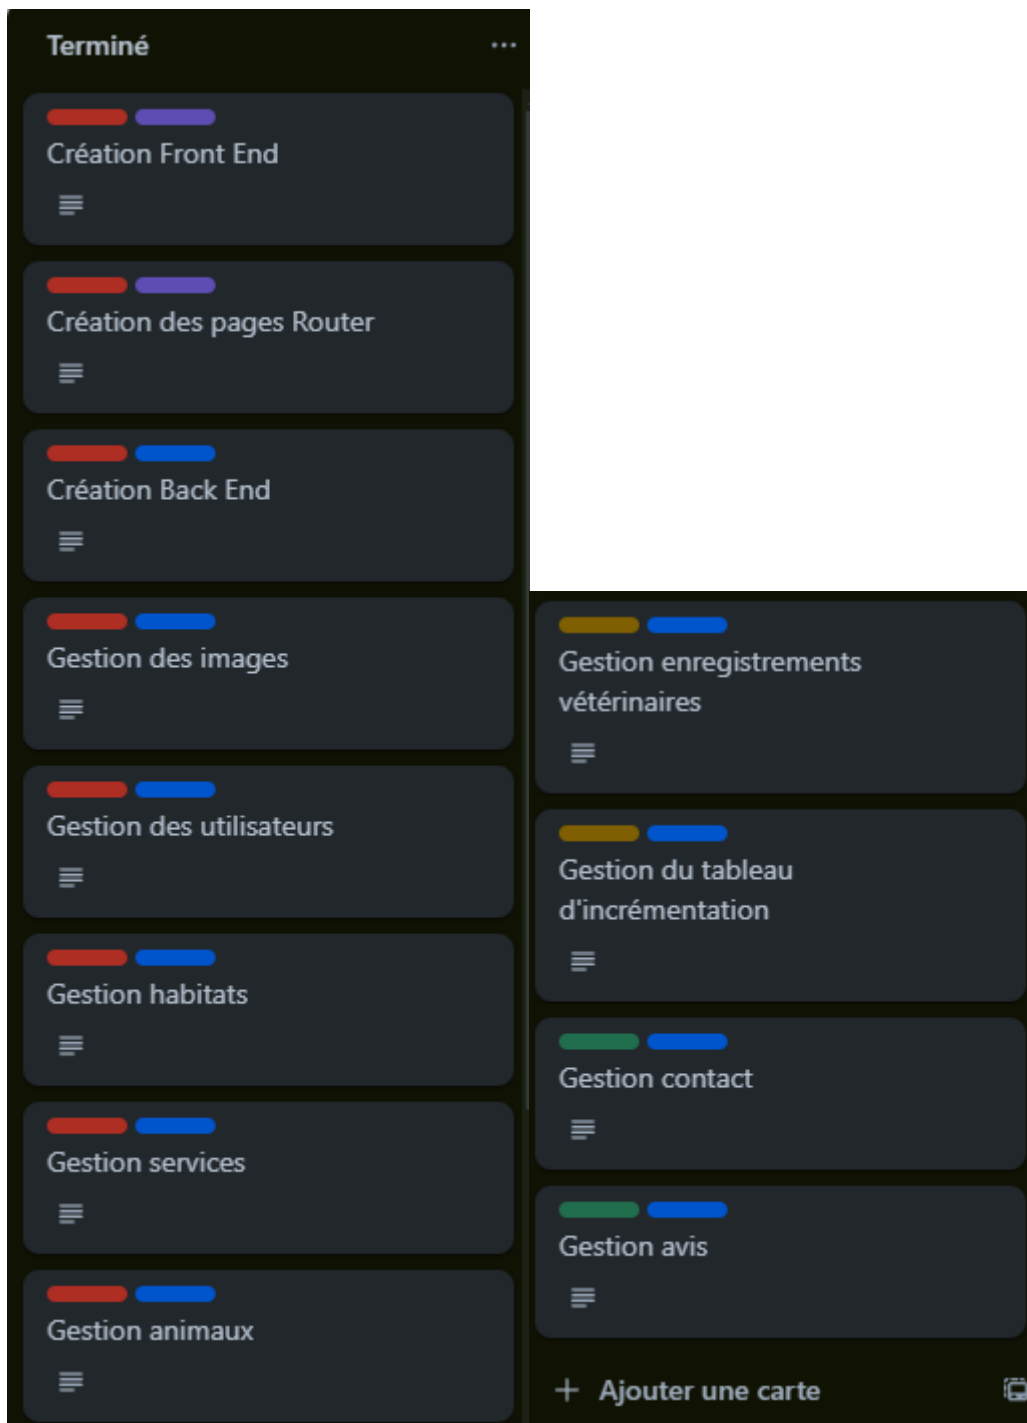 Terminé
Création Front End
Création des pages Router
Création Back End
Gestion des images
Gestion des utilisateurs
Gestion habitats
Gestion services
Gestion animaux
Gestion enregistrements
vétérinaires
Gestion du tableau
d'incrémentation
Gestion contact
Gestion avis
+ Ajouter une carte